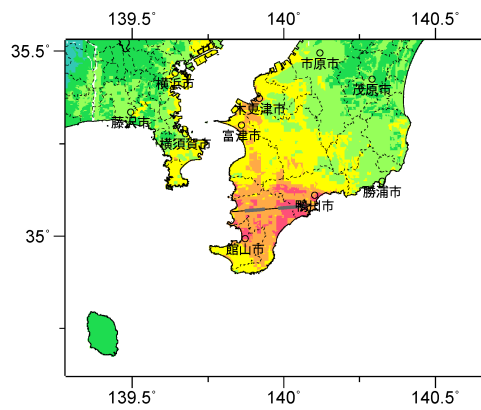 139.5° 140° 140.5°
35.5°
市原市
横浜市
茂原市
木更津市
藤沢市
富津市
横須賀市
勝浦市
鴨川市
35°
館山市
139.5° 140° 140.5°